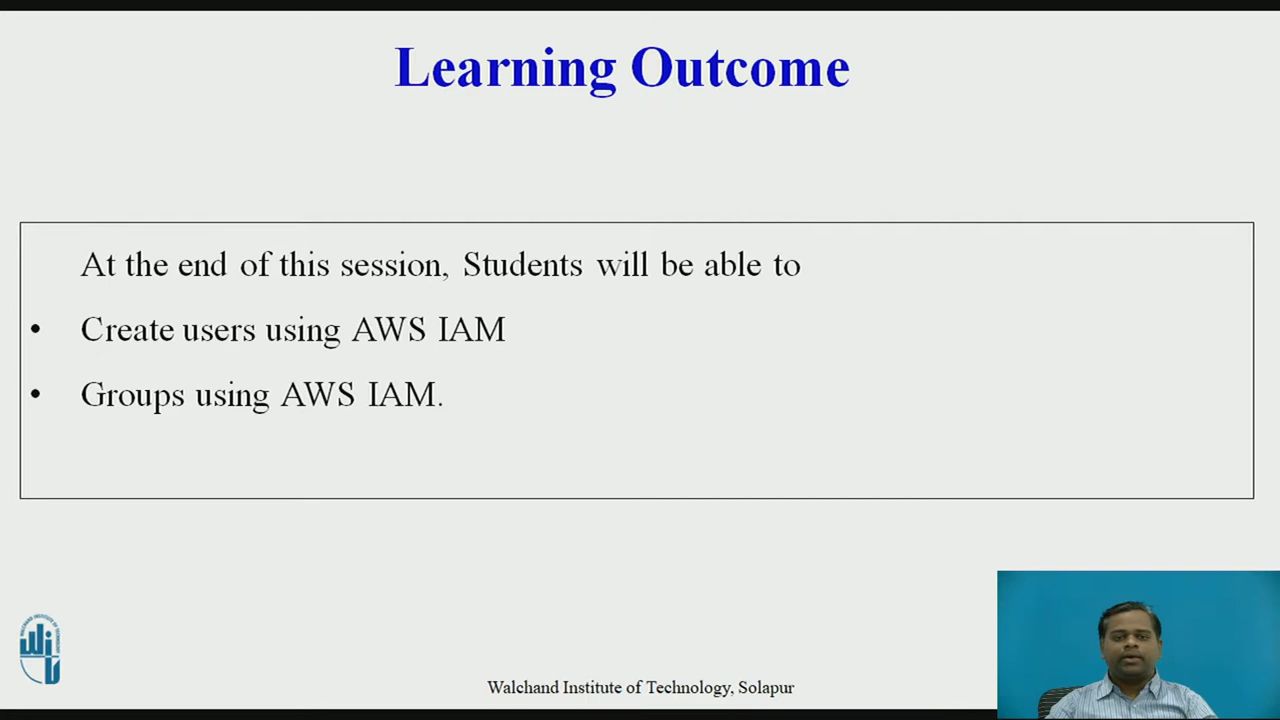 Learning Outcome
At the end of this session, Students will be able to
• Create users using AWS IAM
• Groups using AWS IAM.
Walchand Institute of Technology, Solapur